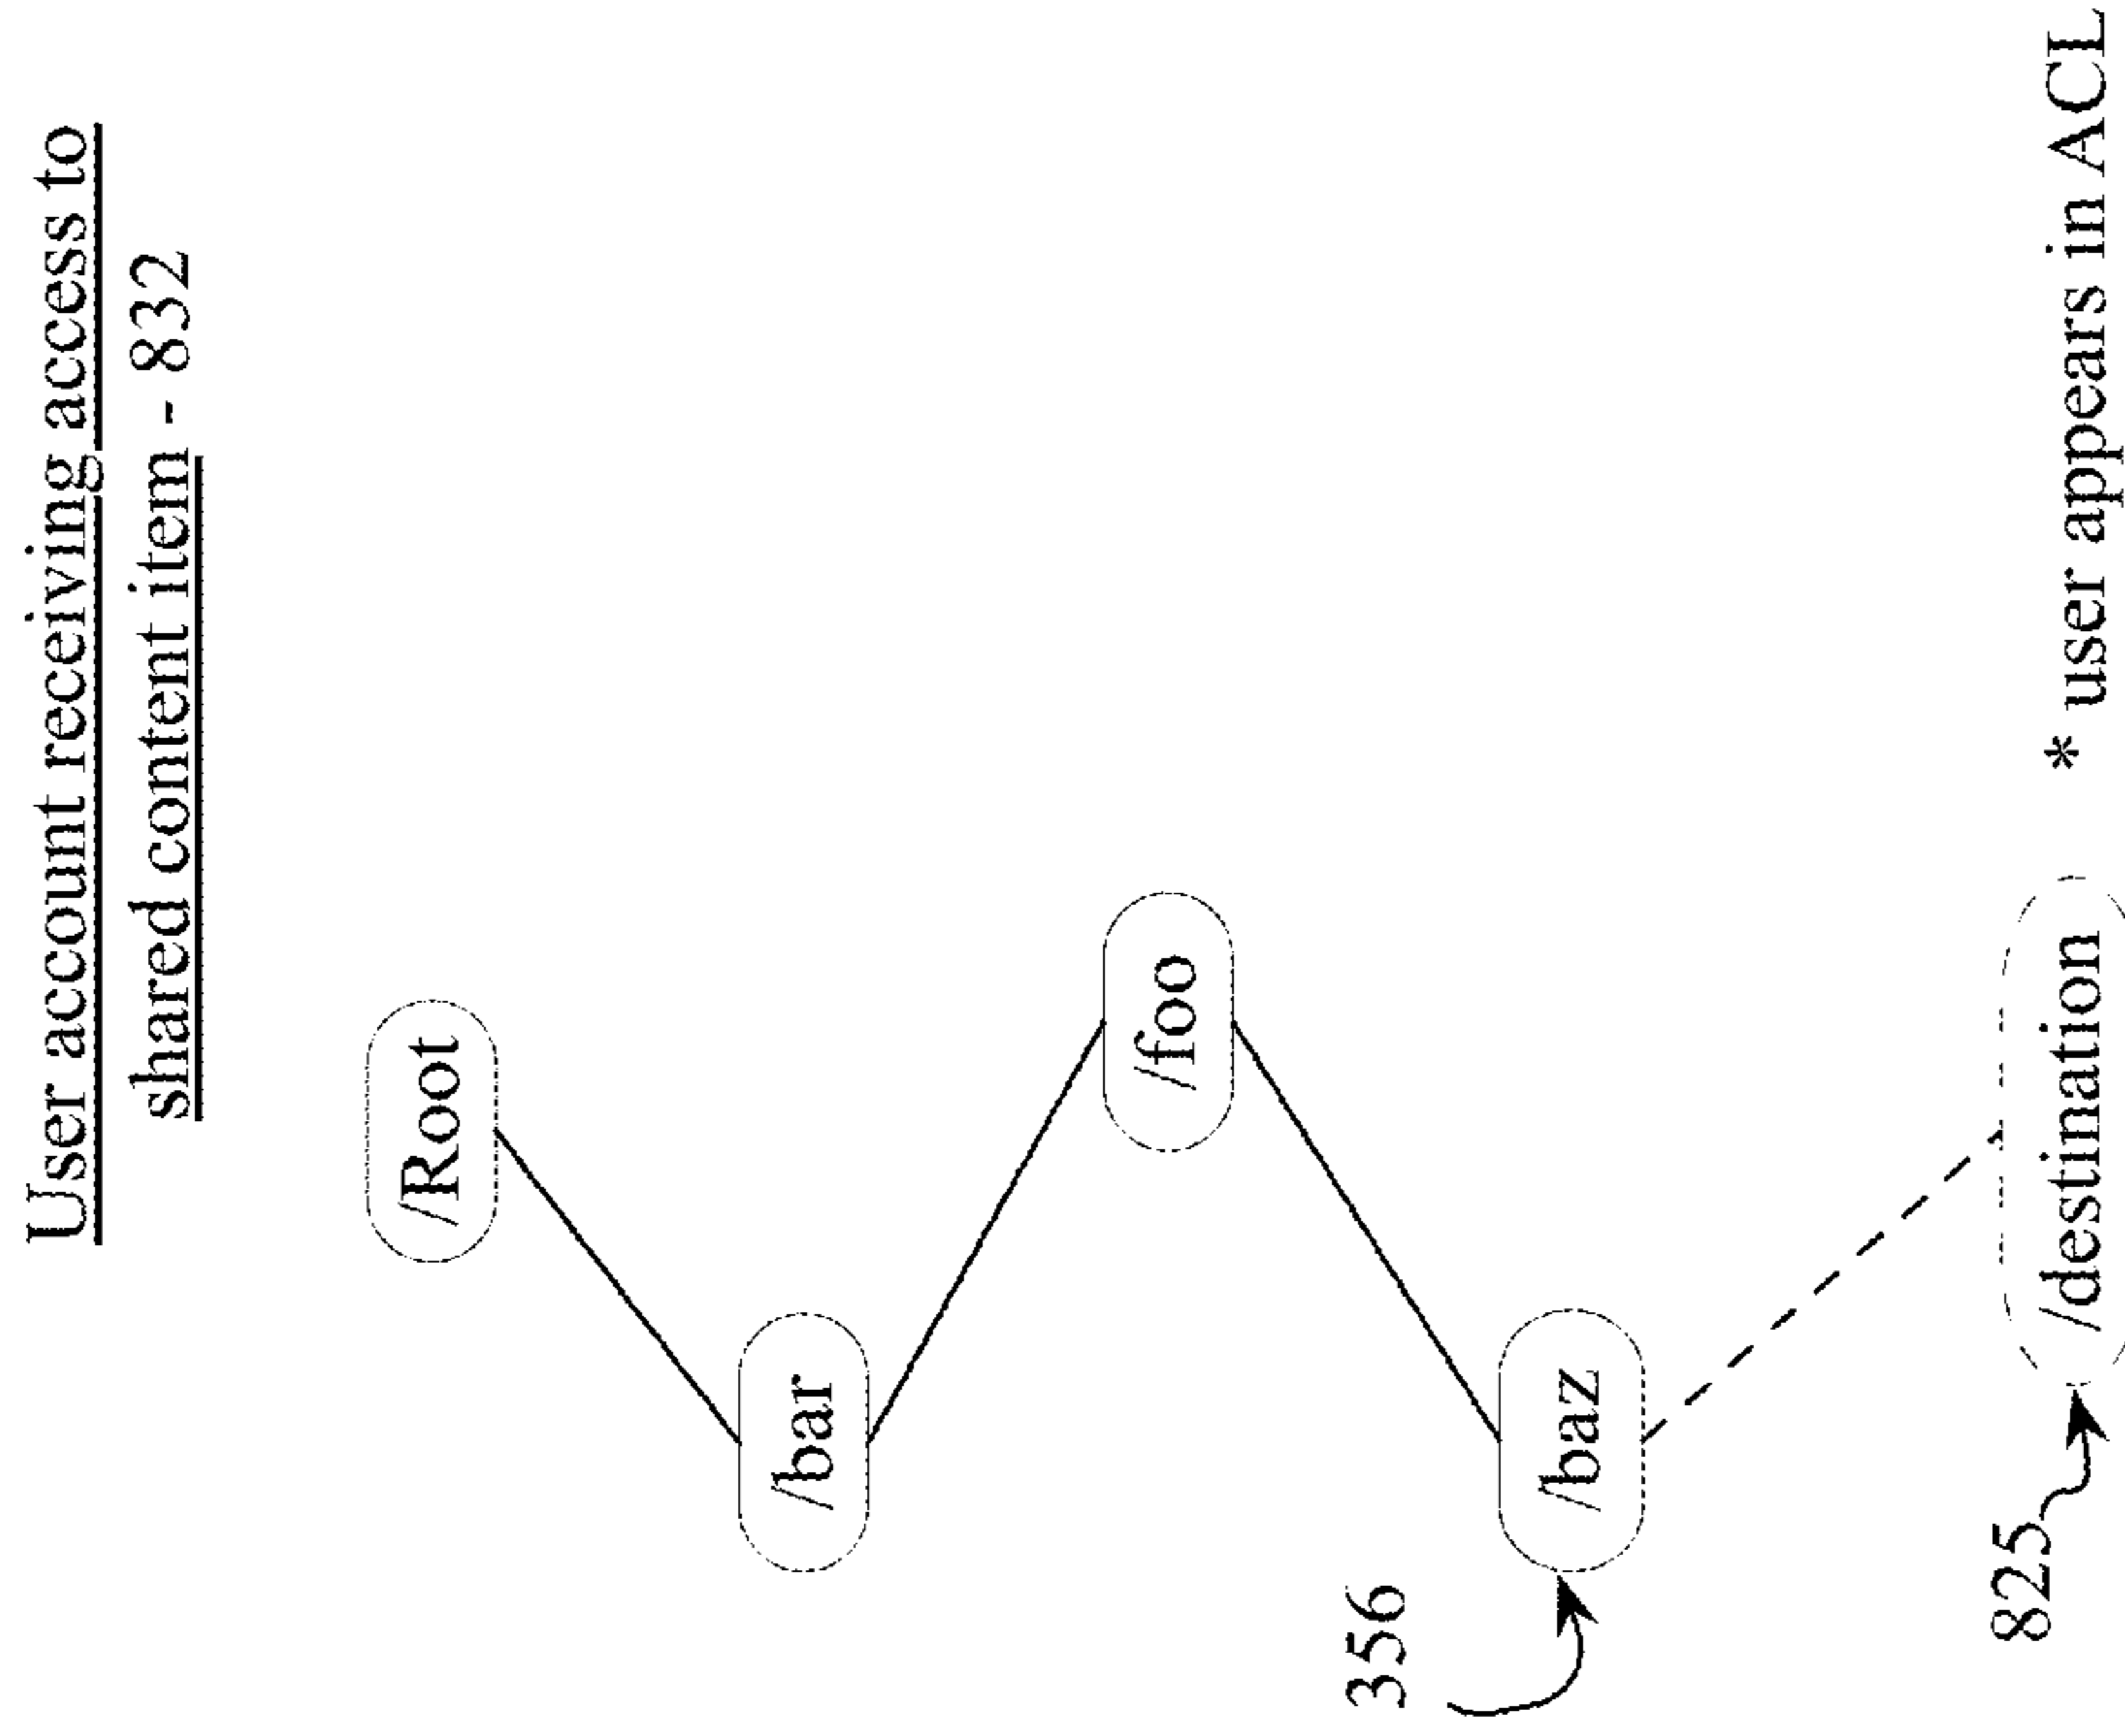 User account receiving access to
shared content item - 832
/Root
/bar
/foo
356
/baz
825
/destination
* user appears in ACL